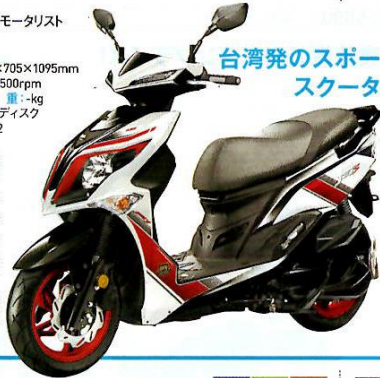 モータリスト
×705×1095mm
500rpm
重:-kg
ディスク
2
台湾発のスポー
スクータ